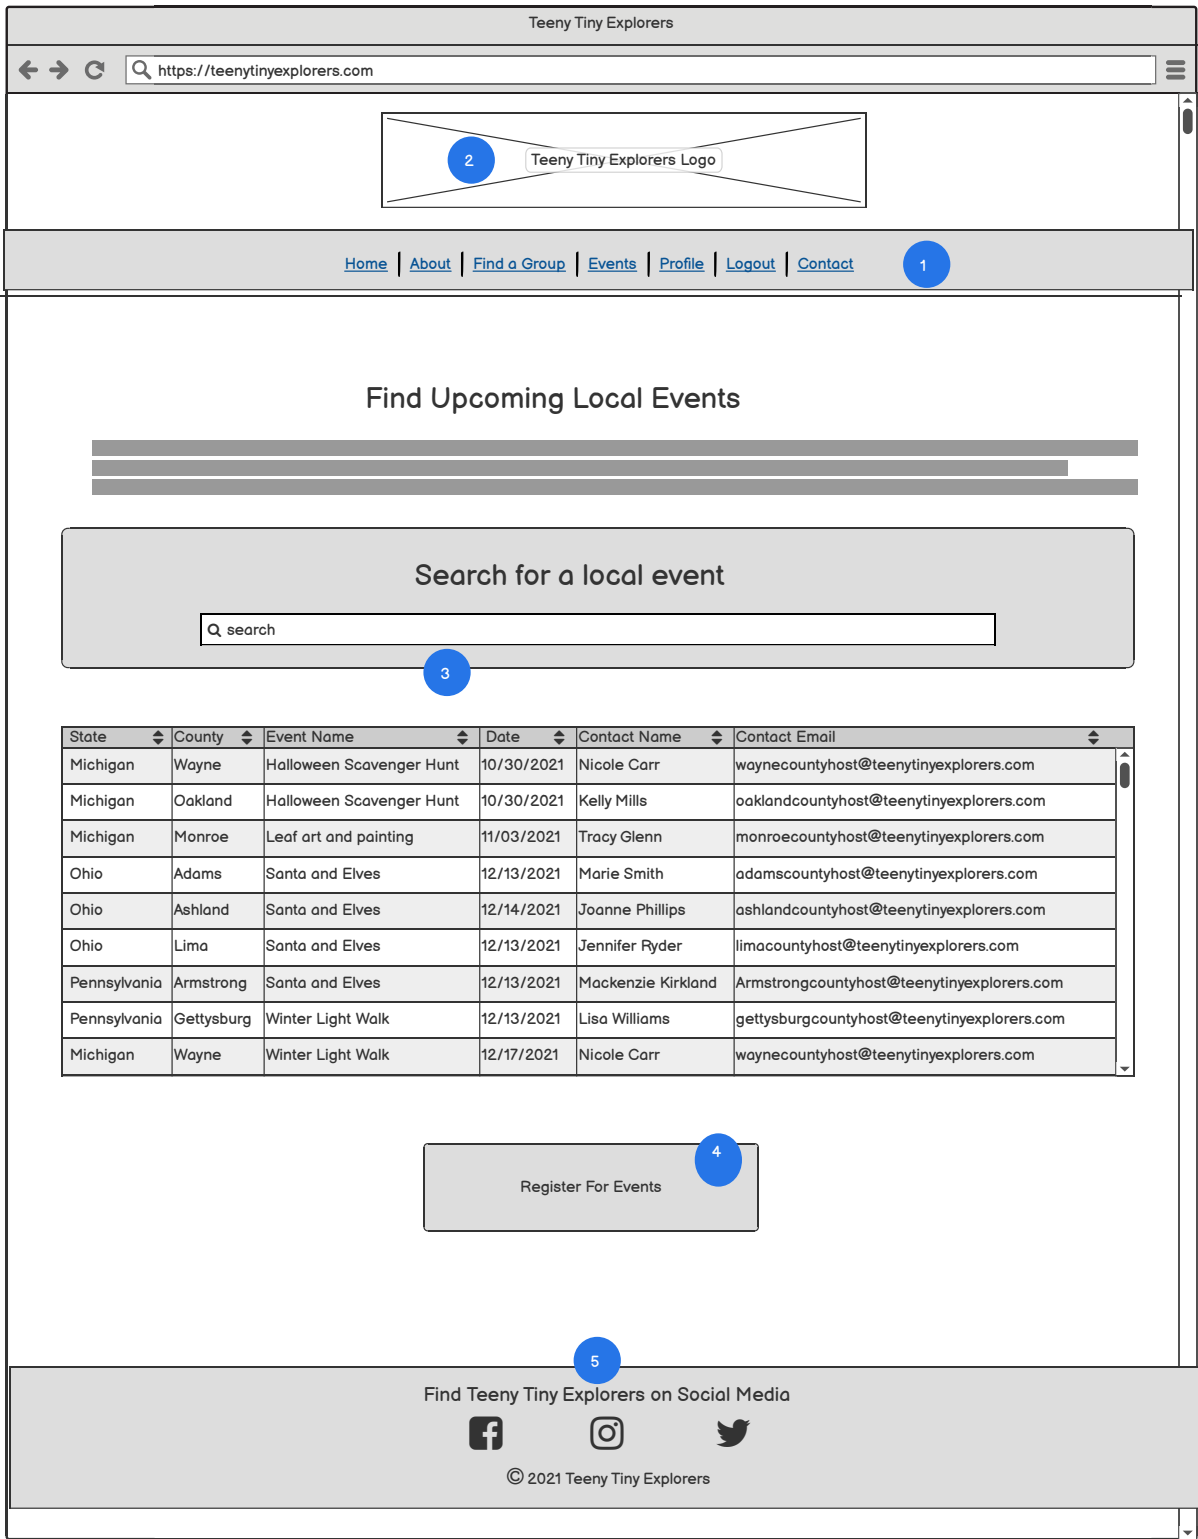 Teeny Tiny Explorers
https://teenytinyexplorers.com
2 Teeny Tiny Explorers Logo
Home About Find a Group Events Profile Logout Contact 1
Find Upcoming Local Events
Search for a local event
search
3
State County Event Name Date Contact Name Contact Email
Michigan Wayne Halloween Scavenger Hunt 10/30/2021 Nicole Carr waynecountyhost@teenytinyexplorers.com
Michigan Oakland Halloween Scavenger Hunt 10/30/2021 Kelly Mills oaklandcountyhost@teenytinyexplorers.com
Michigan Monroe Leaf art and painting 11/03/2021 Tracy Glenn monroecountyhost@teenytinyexplorers.com
Ohio Adams Santa and Elves 12/13/2021 Marie Smith adamscountyhost@teenytinyexplorers.com
Ohio Ashland Santa and Elves 12/14/2021 Joanne Phillips ashlandcountyhost@teenytinyexplorers.com
Ohio Lima Santa and Elves 12/13/2021 Jennifer Ryder limacountyhost@teenytinyexplorers.com
Pennsylvania Armstrong Santa and Elves 12/13/2021 Mackenzie Kirkland Armstrongcountyhost@teenytinyexplorers.com
Pennsylvania Gettysburg Winter Light Walk 12/13/2021 Lisa Williams gettysburgcountyhost@teenytinyexplorers.com
Michigan Wayne Winter Light Walk 12/17/2021 Nicole Carr waynecountyhost@teenytinyexplorers.com
4
Register For Events
5
Find Teeny Tiny Explorers on Social Media
© 2021 Teeny Tiny Explorers